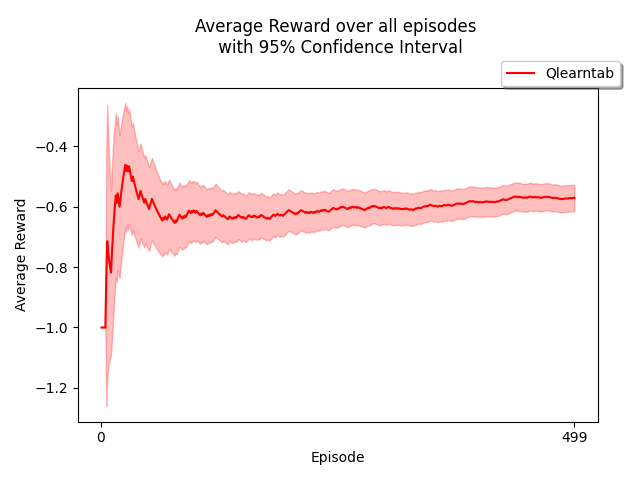 Average Reward over all episodes
with 95% Confidence Interval
Qlearntab
Average Reward
−0.4
−0.6
−0.8
−1.0
−1.2
0
499
Episode